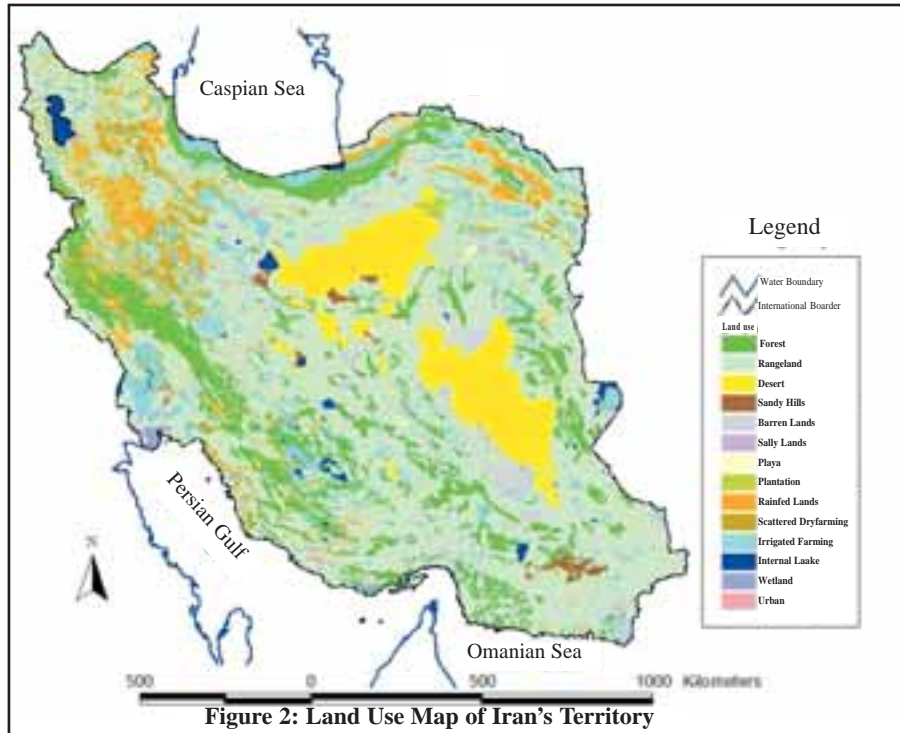 Caspian Sea
Legend
Water Boundary
International Boarder
Land use
Forest
Rangeland
Desert
Sandy Hills
Barren Lands
Sally Lands
Playa
Plantation
Rainfed Lands
Scattered Dryfarming
Irrigated Farming
Internal Laake
Wetland
Urban
Persian Gulf
N
Omanian Sea
500 0 500 1000 Kilometers
Figure 2: Land Use Map of Iran's Territory